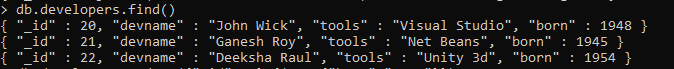 > db.developers.find()
{ "_id" : 20, "devname" : "John Wick", "tools" : "Visual Studio", "born" : 1948 }
{ "_id" : 21, "devname" : "Ganesh Roy", "tools" : "Net Beans", "born" : 1945 }
{ "_id" : 22, "devname" : "Deeksha Raul", "tools" : "Unity 3d", "born" : 1954 }